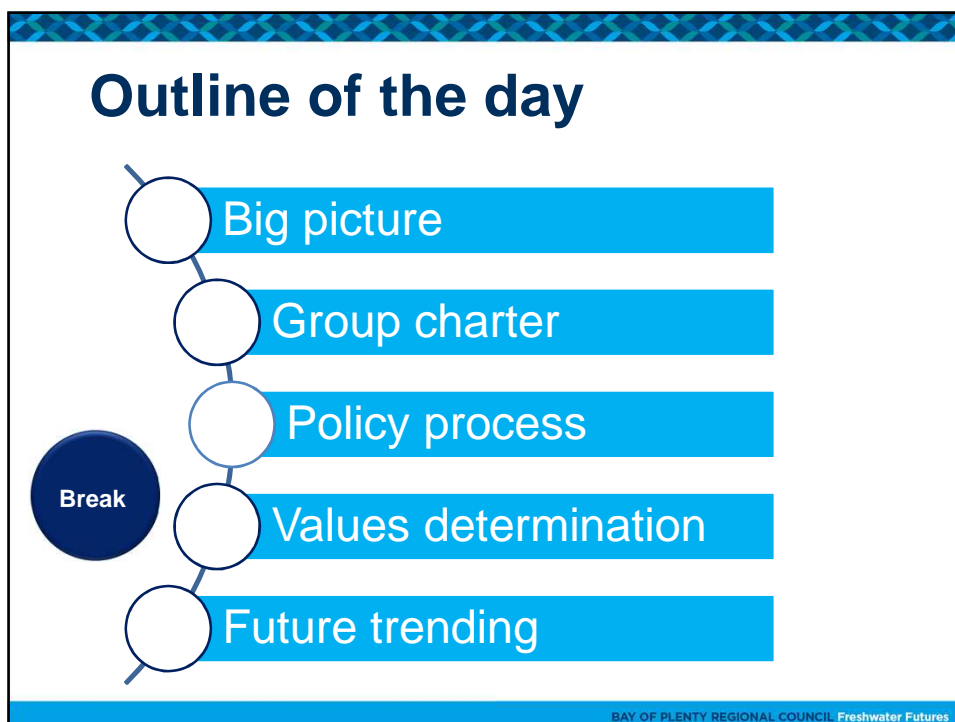 Outline of the day
Big picture
Group charter
Policy process
Break
Values determination
Future trending
BAY OF PLENTY REGIONAL COUNCIL Freshwater Futures